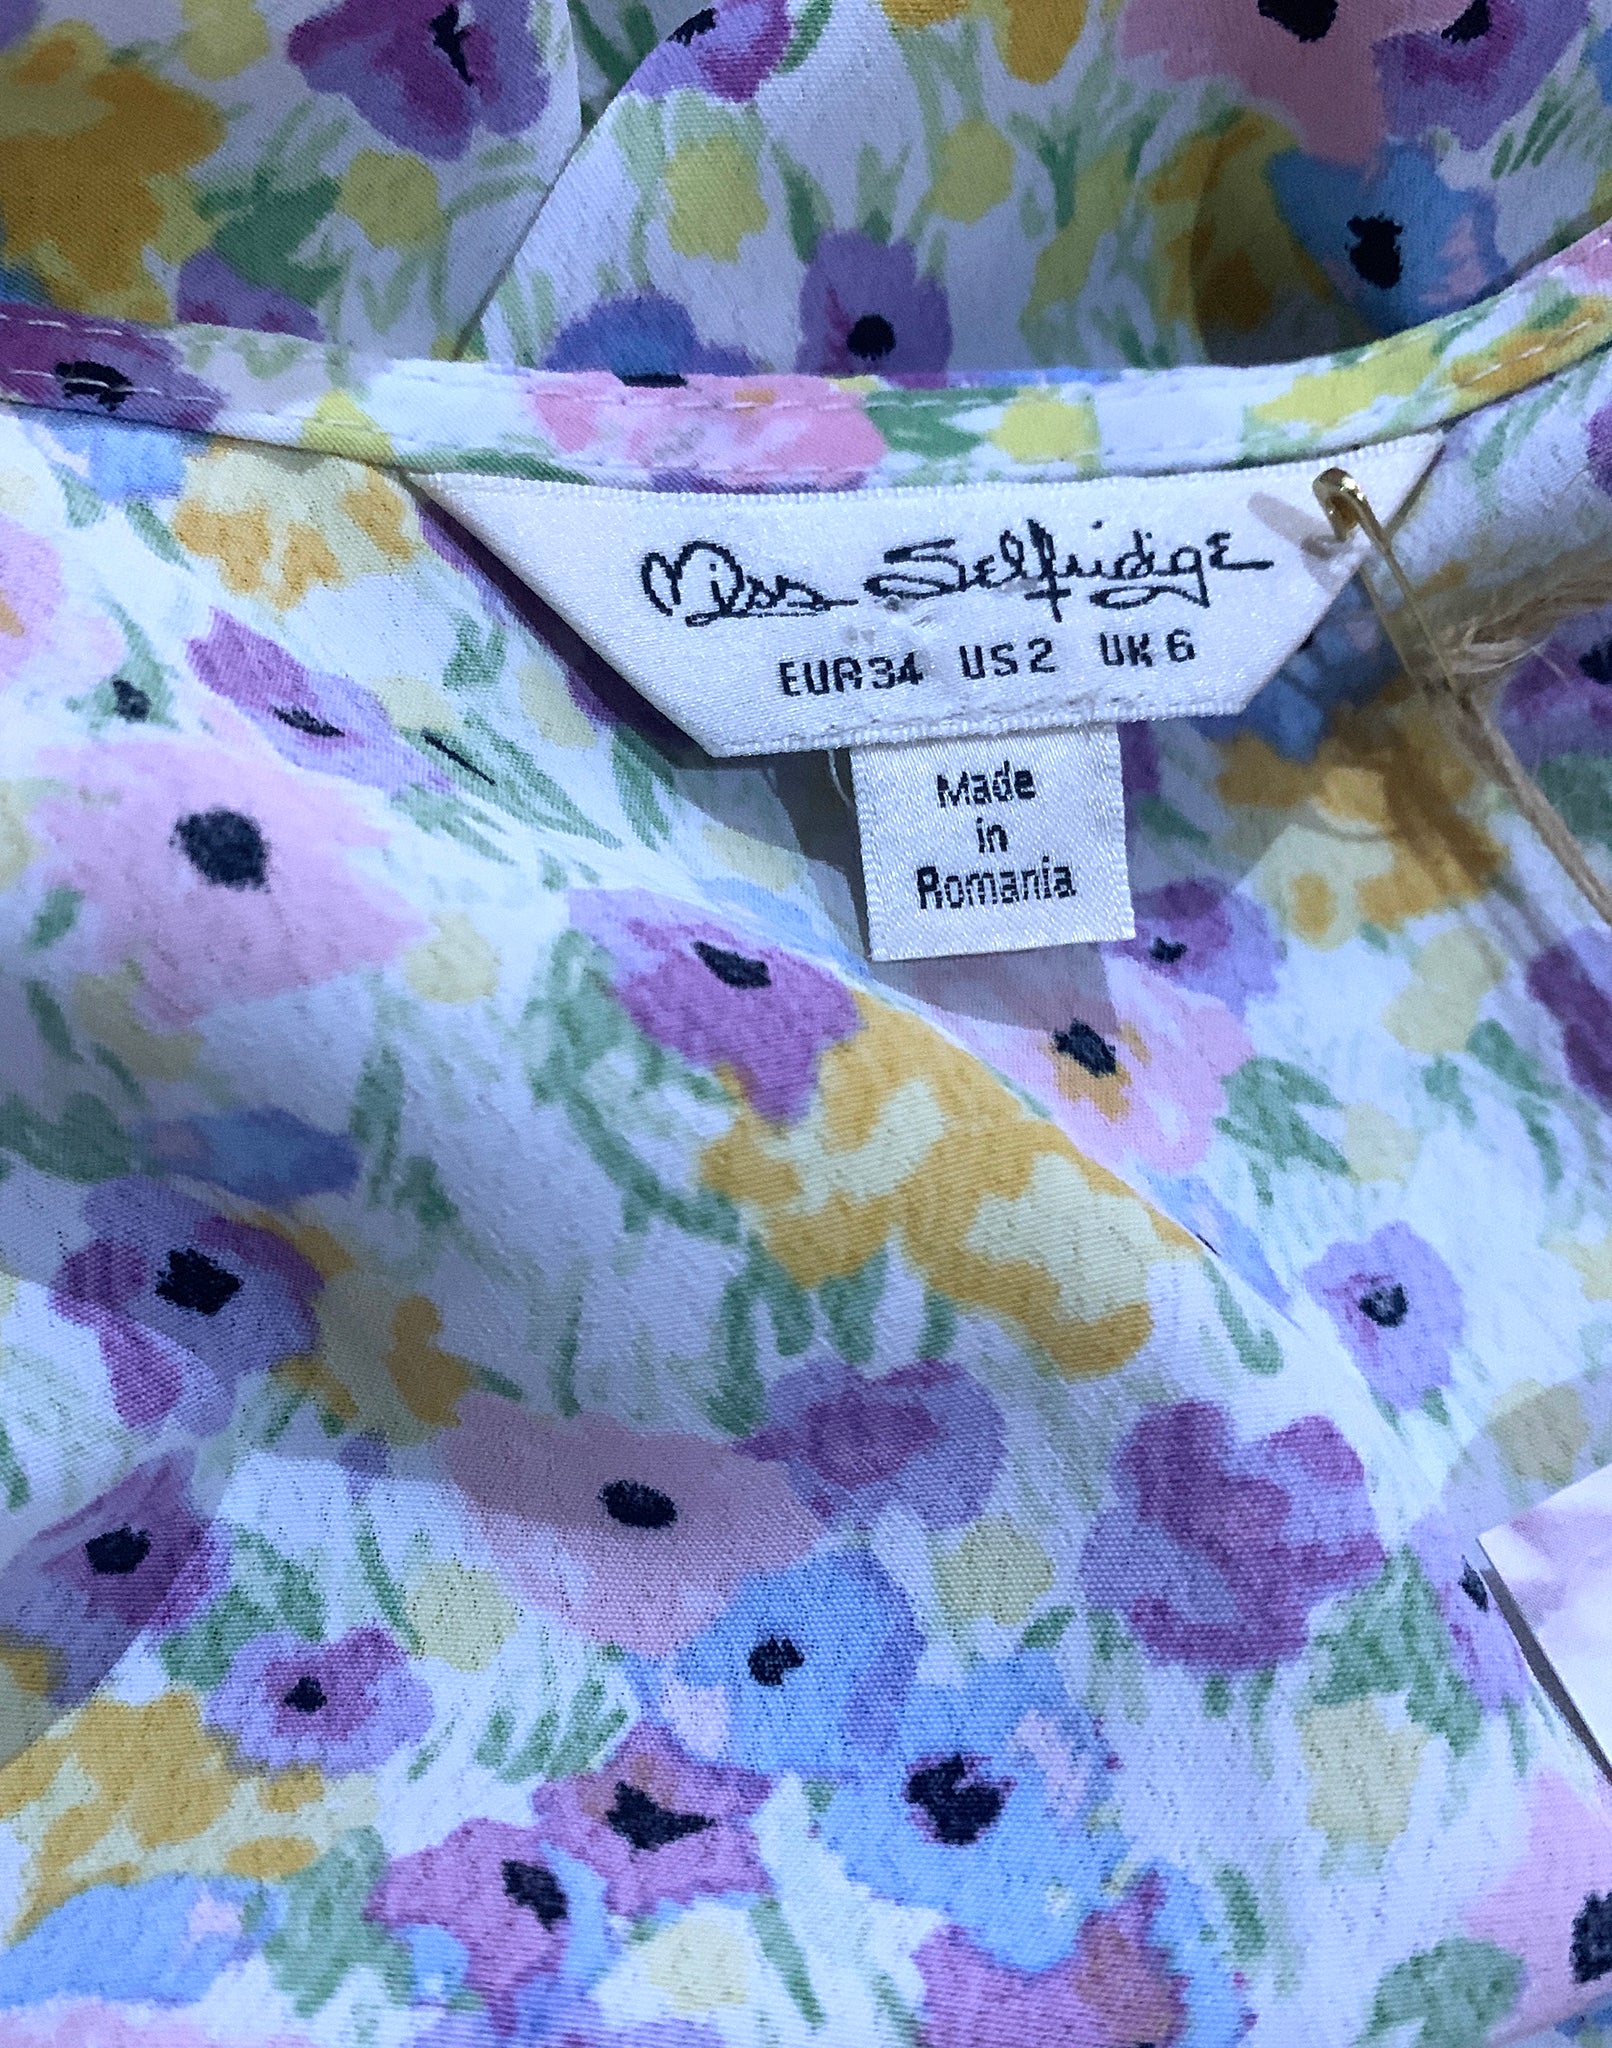 Miss Selfridge
EUR34 US2 UK6
Made
in
Romania